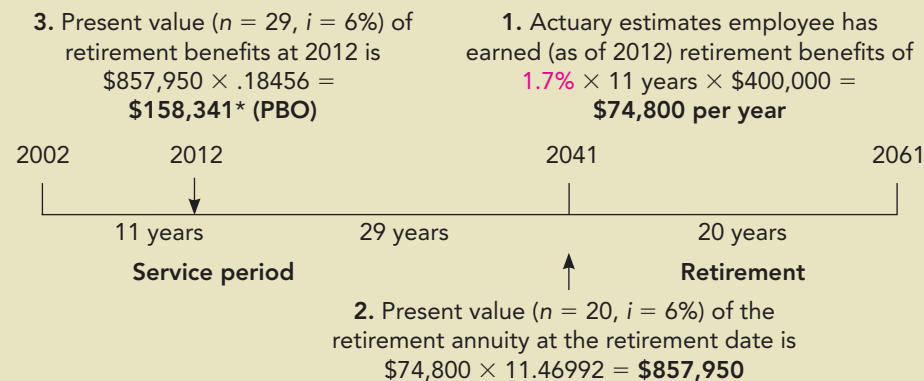 3. Present value (n = 29, i = 6%) of
retirement benefits at 2012 is
$857,950 × .18456 =
$158,341* (PBO)
1. Actuary estimates employee has
earned (as of 2012) retirement benefits of
1.7% × 11 years × $400,000 =
$74,800 per year
2002 2012 2041 2061
11 years 29 years 20 years
Service period Retirement
2. Present value (n = 20, i = 6%) of the
retirement annuity at the retirement date is
$74,800 × 11.46992 = $857,950